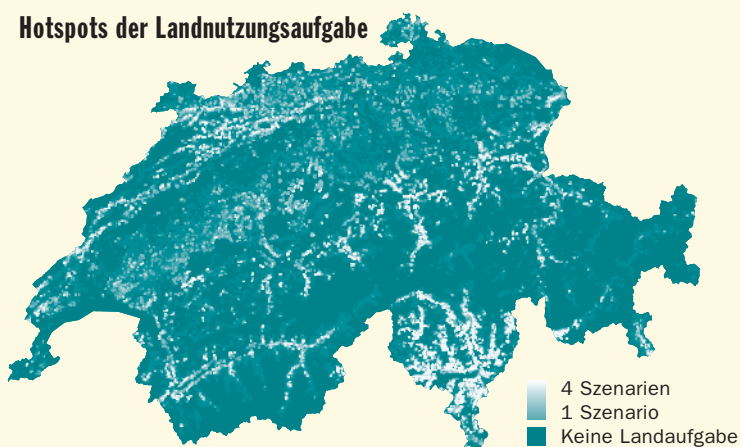 Hotspots der Landnutzungsaufgabe
4 Szenarien
1 Szenario
Keine Landaufgabe